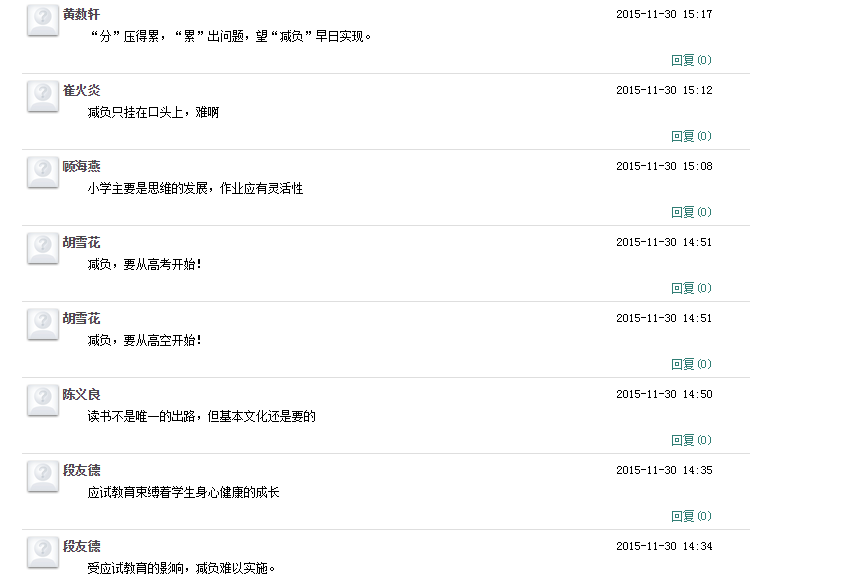 黄数轩 2015-11-30 15:17
“分”压得累，“累”出问题，望“减负”早日实现。
回复(0)
崔火炎 2015-11-30 15:12
减负只挂在口头上，难啊
回复(0)
顾海燕 2015-11-30 15:08
小学主要是思维的发展，作业应有灵活性
回复(0)
胡雪花 2015-11-30 14:51
减负，要从高考开始！
回复(0)
胡雪花 2015-11-30 14:51
减负，要从高空开始！
回复(0)
陈义良 2015-11-30 14:50
读书不是唯一的出路，但基本文化还是要的
回复(0)
段友德 2015-11-30 14:35
应试教育束缚着学生身心健康的成长
回复(0)
段友德 2015-11-30 14:34
受应试教育的影响，减负难以实施。